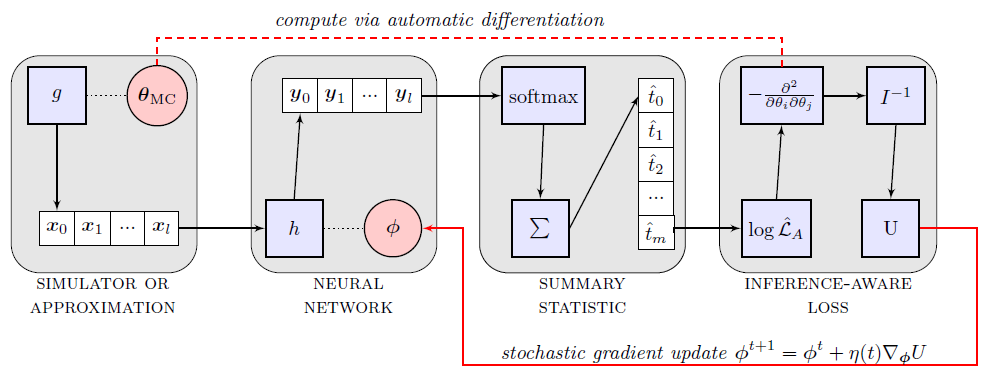 compute via automatic differentiation
g
θ_MC
x_0 x_1 ... x_l
SIMULATOR OR
APPROXIMATION
y_0 y_1 ... y_l
h
ϕ
NEURAL
NETWORK
softmax
∑
t̂_0
t̂_1
t̂_2
...
t̂_m
SUMMARY
STATISTIC
−∂²/∂θ_i∂θ_j
I⁻¹
log ℒ̂_A
U
INFERENCE-AWARE
LOSS
stochastic gradient update ϕ^{t+1} = ϕ^t + η(t)∇_ϕ U